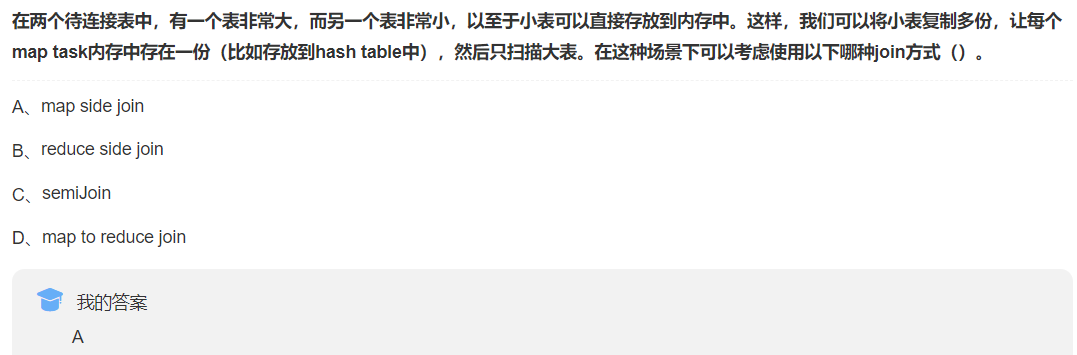 在两个待连接表中，有一个表非常大，而另一个表非常小，以至于小表可以直接存放到内存中。这样，我们可以将小表复制多份，让每个
map task内存中存在一份（比如存放到hash table中），然后只扫描大表。在这种场景下可以考虑使用以下哪种join方式（）。
A、map side join
B、reduce side join
C、semiJoin
D、map to reduce join
我的答案
A